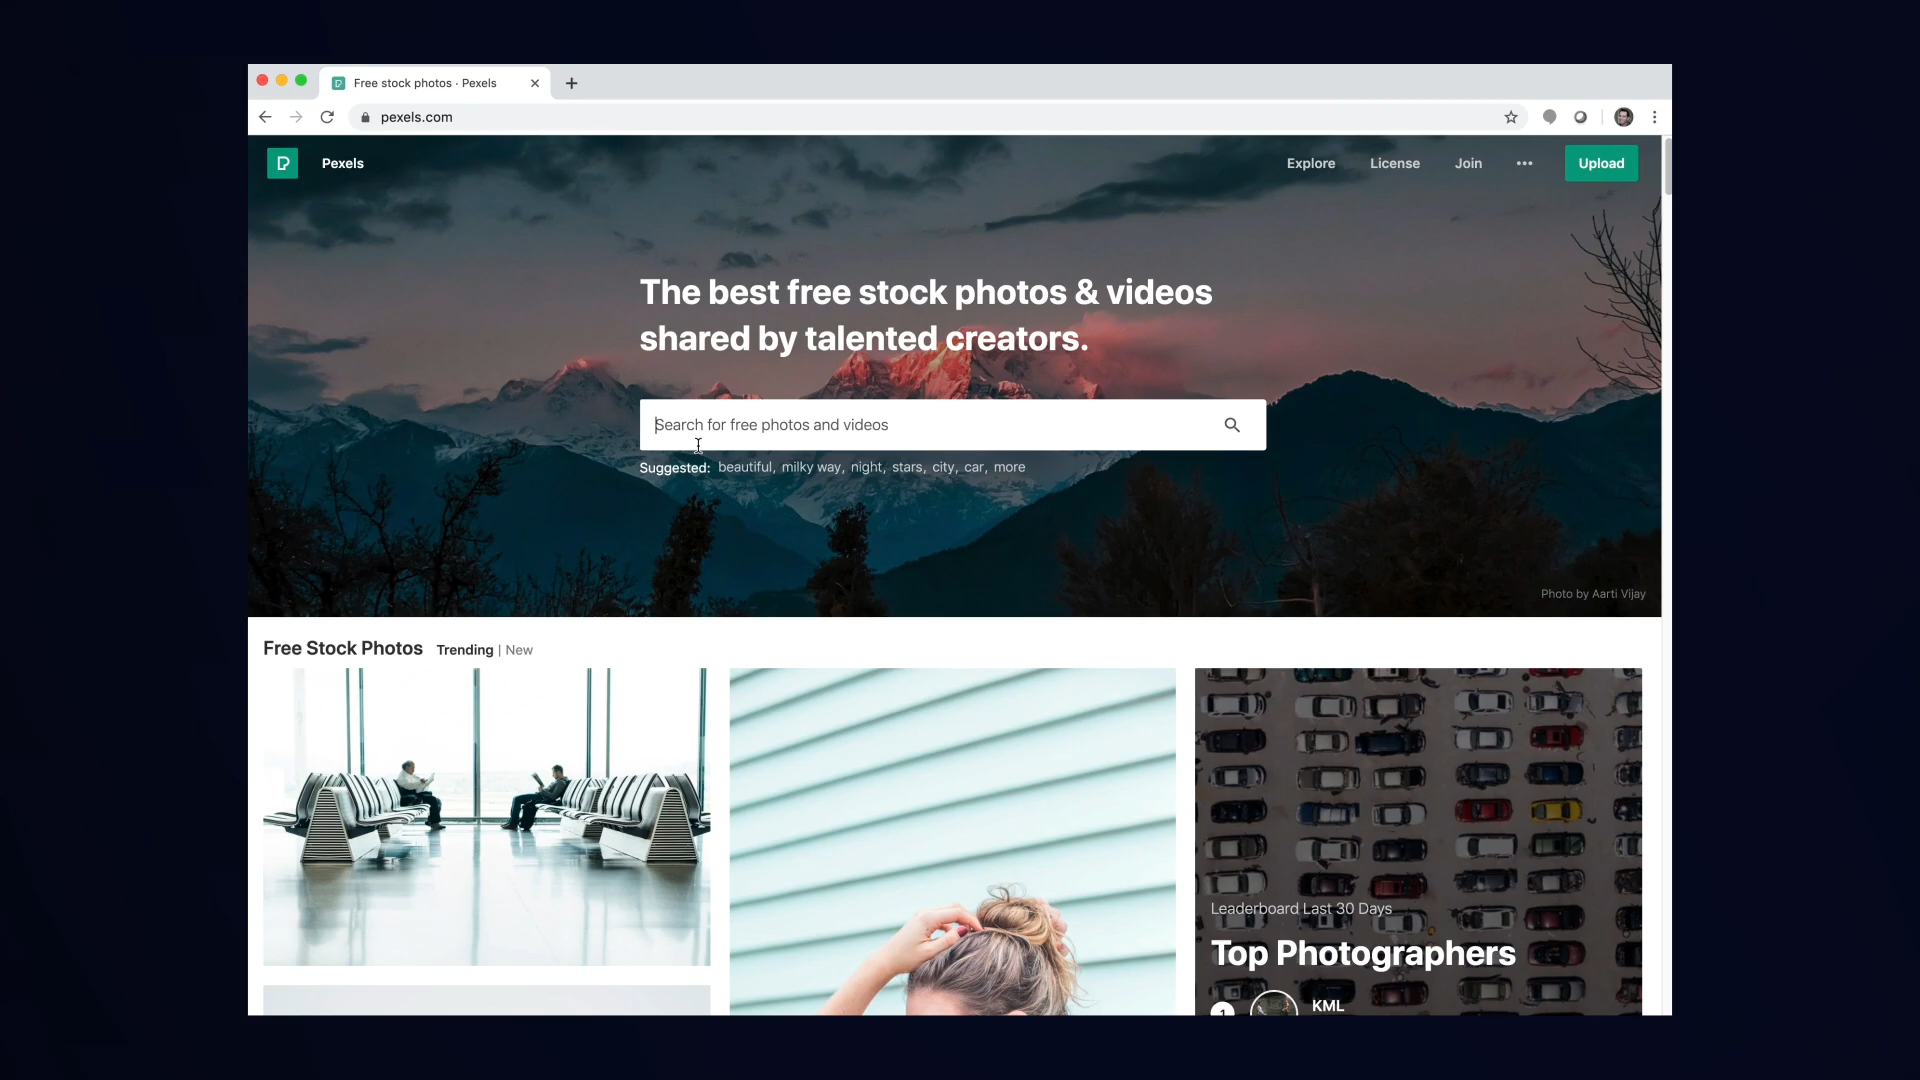 Free stock photos · Pexels
pexels.com
Pexels
Explore
License
Join
Upload
The best free stock photos & videos
shared by talented creators.
Search for free photos and videos
Suggested: beautiful, milky way, night, stars, city, car, more
Photo by Aarti Vijay
Free Stock Photos Trending | New
Leaderboard Last 30 Days
Top Photographers
1
KML